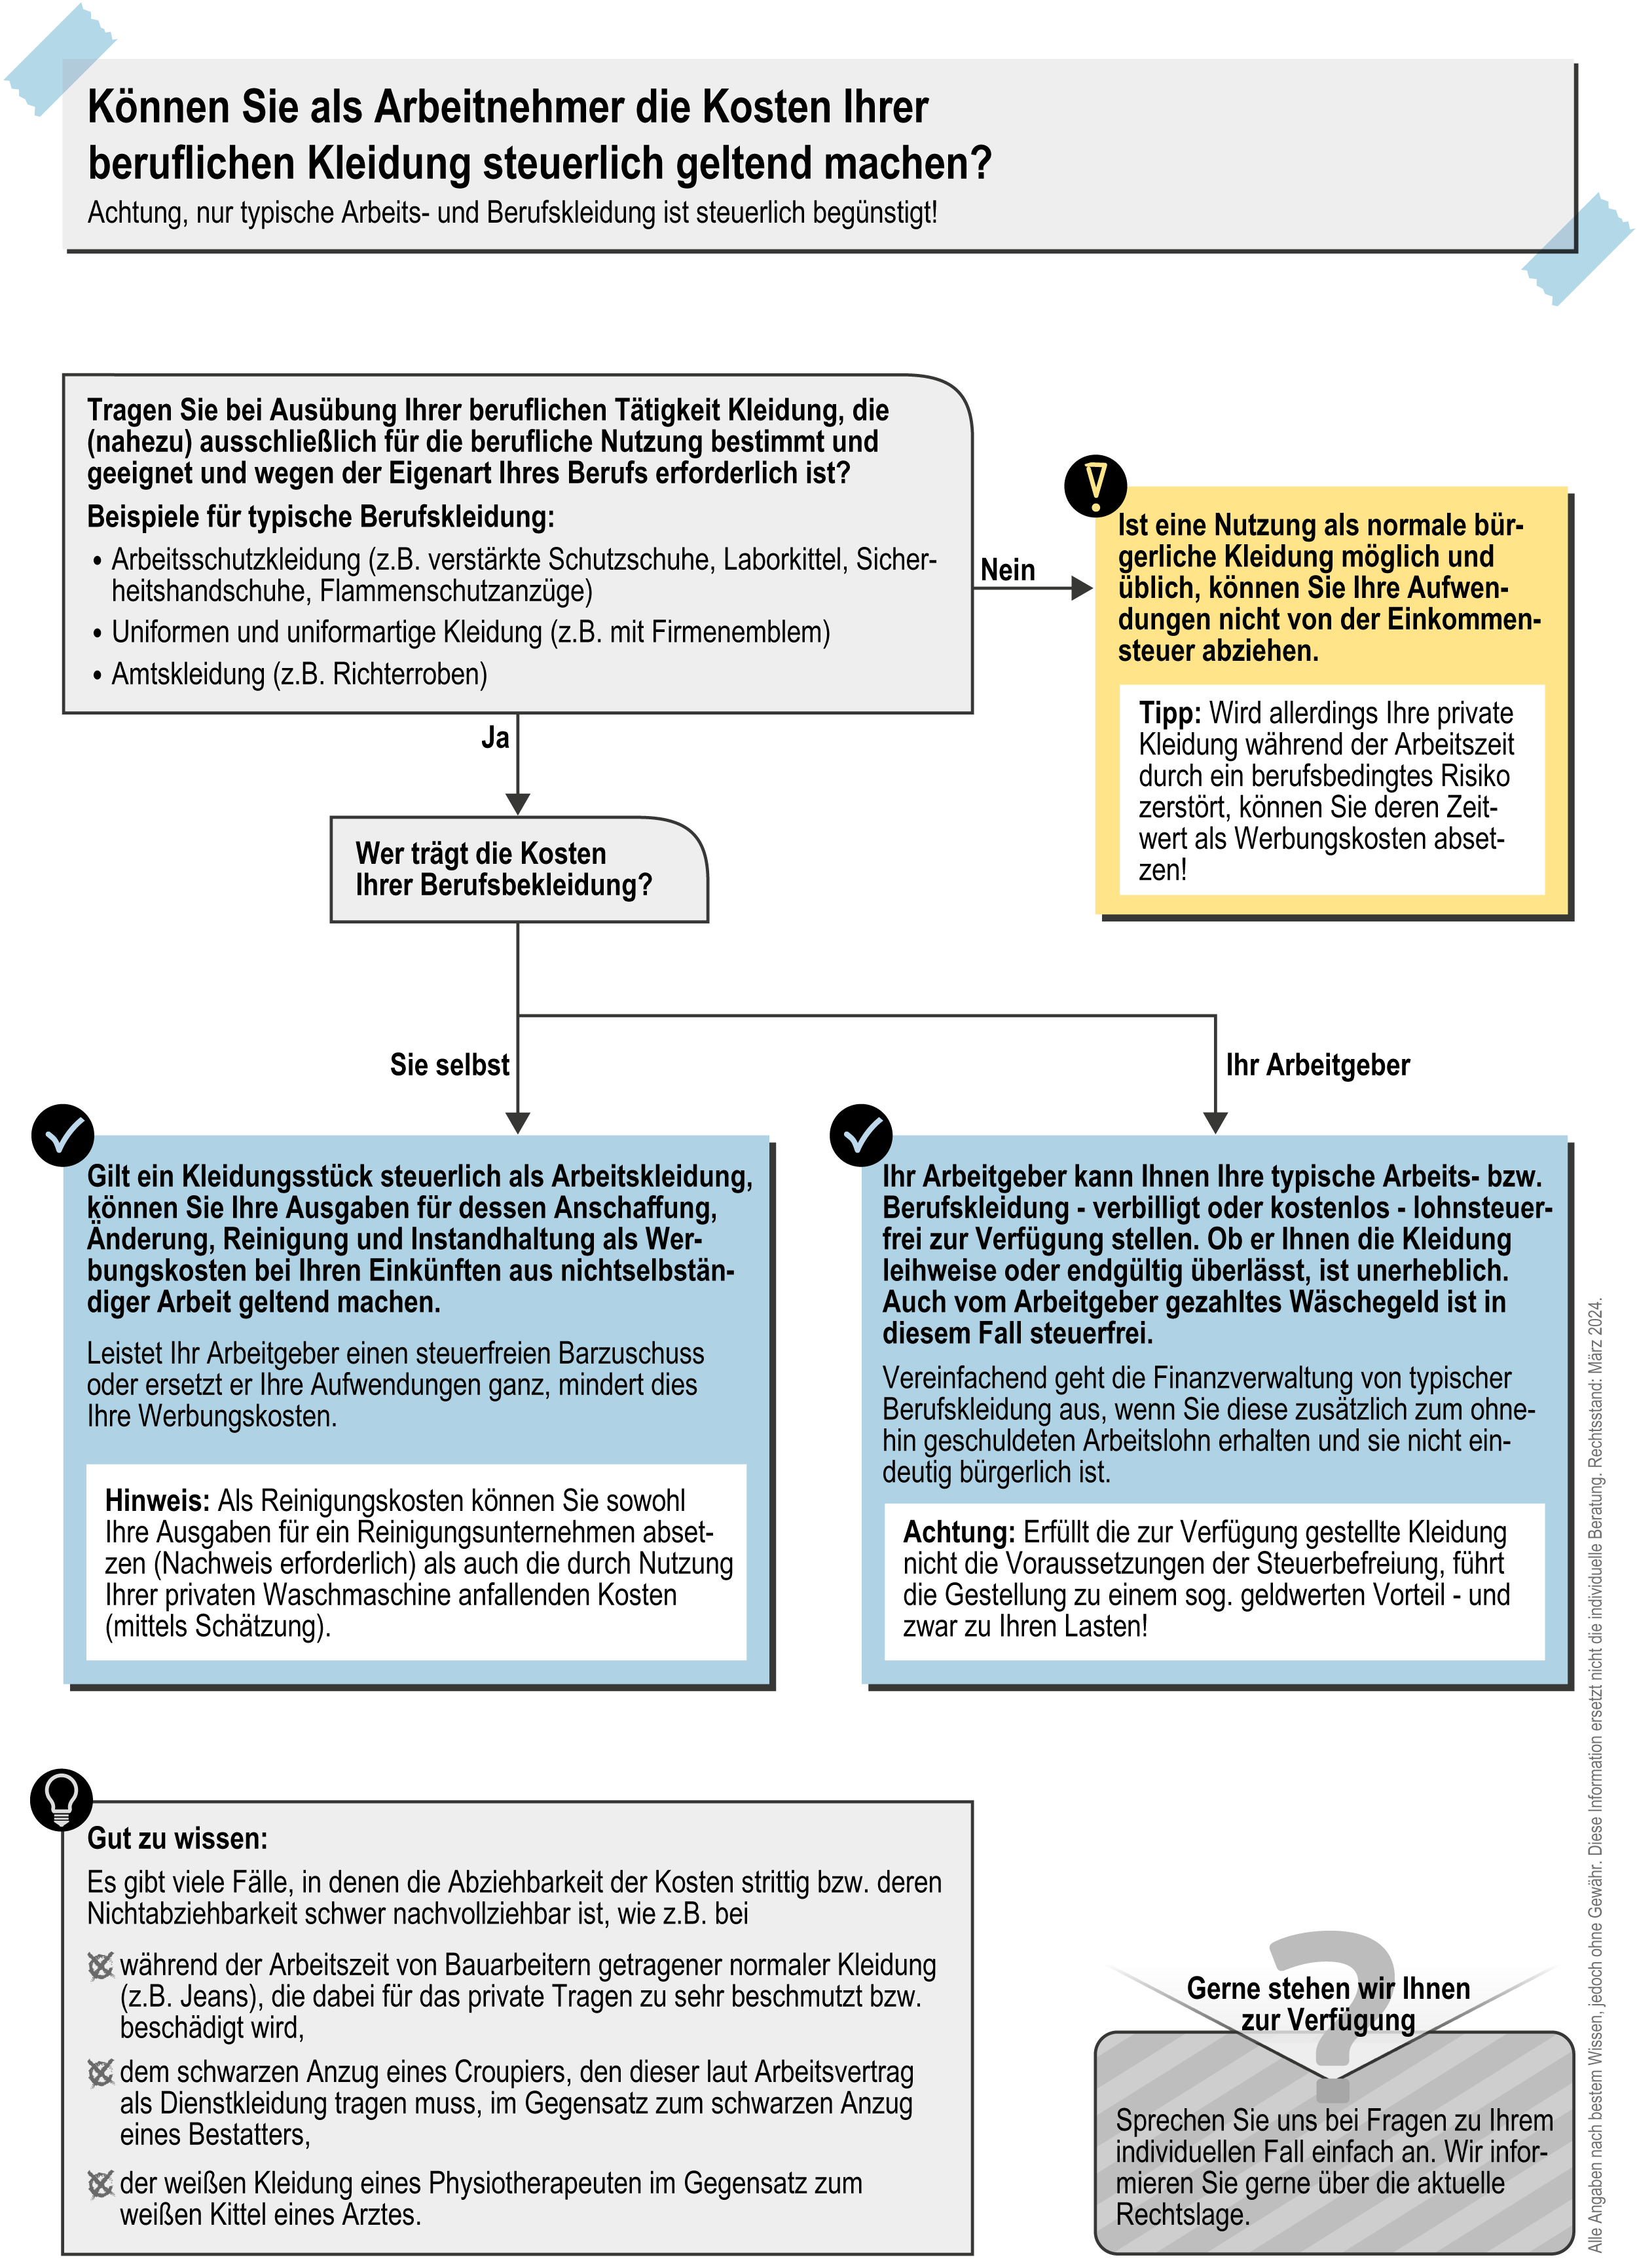 Können Sie als Arbeitnehmer die Kosten Ihrer
beruflichen Kleidung steuerlich geltend machen?
Achtung, nur typische Arbeits- und Berufskleidung ist steuerlich begünstigt!
Tragen Sie bei Ausübung Ihrer beruflichen Tätigkeit Kleidung, die
(nahezu) ausschließlich für die berufliche Nutzung bestimmt und
geeignet und wegen der Eigenart Ihres Berufs erforderlich ist?
Beispiele für typische Berufskleidung:
• Arbeitsschutzkleidung (z.B. verstärkte Schutzschuhe, Laborkittel, Sicher-
heitshandschuhe, Flammenschutzanzüge)
• Uniformen und uniformartige Kleidung (z.B. mit Firmenemblem)
• Amtskleidung (z.B. Richterroben)
Nein
Ist eine Nutzung als normale bür-
gerliche Kleidung möglich und
üblich, können Sie Ihre Aufwen-
dungen nicht von der Einkommen-
steuer abziehen.
Tipp: Wird allerdings Ihre private
Kleidung während der Arbeitszeit
durch ein berufsbedingtes Risiko
zerstört, können Sie deren Zeit-
wert als Werbungskosten abset-
zen!
Ja
Wer trägt die Kosten
Ihrer Berufsbekleidung?
Sie selbst
Ihr Arbeitgeber
Gilt ein Kleidungsstück steuerlich als Arbeitskleidung,
können Sie Ihre Ausgaben für dessen Anschaffung,
Änderung, Reinigung und Instandhaltung als Wer-
bungskosten bei Ihren Einkünften aus nichtselbstän-
diger Arbeit geltend machen.
Leistet Ihr Arbeitgeber einen steuerfreien Barzuschuss
oder ersetzt er Ihre Aufwendungen ganz, mindert dies
Ihre Werbungskosten.
Hinweis: Als Reinigungskosten können Sie sowohl
Ihre Ausgaben für ein Reinigungsunternehmen abset-
zen (Nachweis erforderlich) als auch die durch Nutzung
Ihrer privaten Waschmaschine anfallenden Kosten
(mittels Schätzung).
Ihr Arbeitgeber kann Ihnen Ihre typische Arbeits- bzw.
Berufskleidung - verbilligt oder kostenlos - lohnsteuer-
frei zur Verfügung stellen. Ob er Ihnen die Kleidung
leihweise oder endgültig überlässt, ist unerheblich.
Auch vom Arbeitgeber gezahltes Wäschegeld ist in
diesem Fall steuerfrei.
Vereinfachend geht die Finanzverwaltung von typischer
Berufskleidung aus, wenn Sie diese zusätzlich zum ohne-
hin geschuldeten Arbeitslohn erhalten und sie nicht ein-
deutig bürgerlich ist.
Achtung: Erfüllt die zur Verfügung gestellte Kleidung
nicht die Voraussetzungen der Steuerbefreiung, führt
die Gestellung zu einem sog. geldwerten Vorteil - und
zwar zu Ihren Lasten!
Gut zu wissen:
Es gibt viele Fälle, in denen die Abziehbarkeit der Kosten strittig bzw. deren
Nichtabziehbarkeit schwer nachvollziehbar ist, wie z.B. bei
während der Arbeitszeit von Bauarbeitern getragener normaler Kleidung
(z.B. Jeans), die dabei für das private Tragen zu sehr beschmutzt bzw.
beschädigt wird,
dem schwarzen Anzug eines Croupiers, den dieser laut Arbeitsvertrag
als Dienstkleidung tragen muss, im Gegensatz zum schwarzen Anzug
eines Bestatters,
der weißen Kleidung eines Physiotherapeuten im Gegensatz zum
weißen Kittel eines Arztes.
?
Gerne stehen wir Ihnen
zur Verfügung
Sprechen Sie uns bei Fragen zu Ihrem
individuellen Fall einfach an. Wir infor-
mieren Sie gerne über die aktuelle
Rechtslage.
Alle Angaben nach bestem Wissen, jedoch ohne Gewähr. Diese Information ersetzt nicht die individuelle Beratung. Rechtsstand: März 2024.